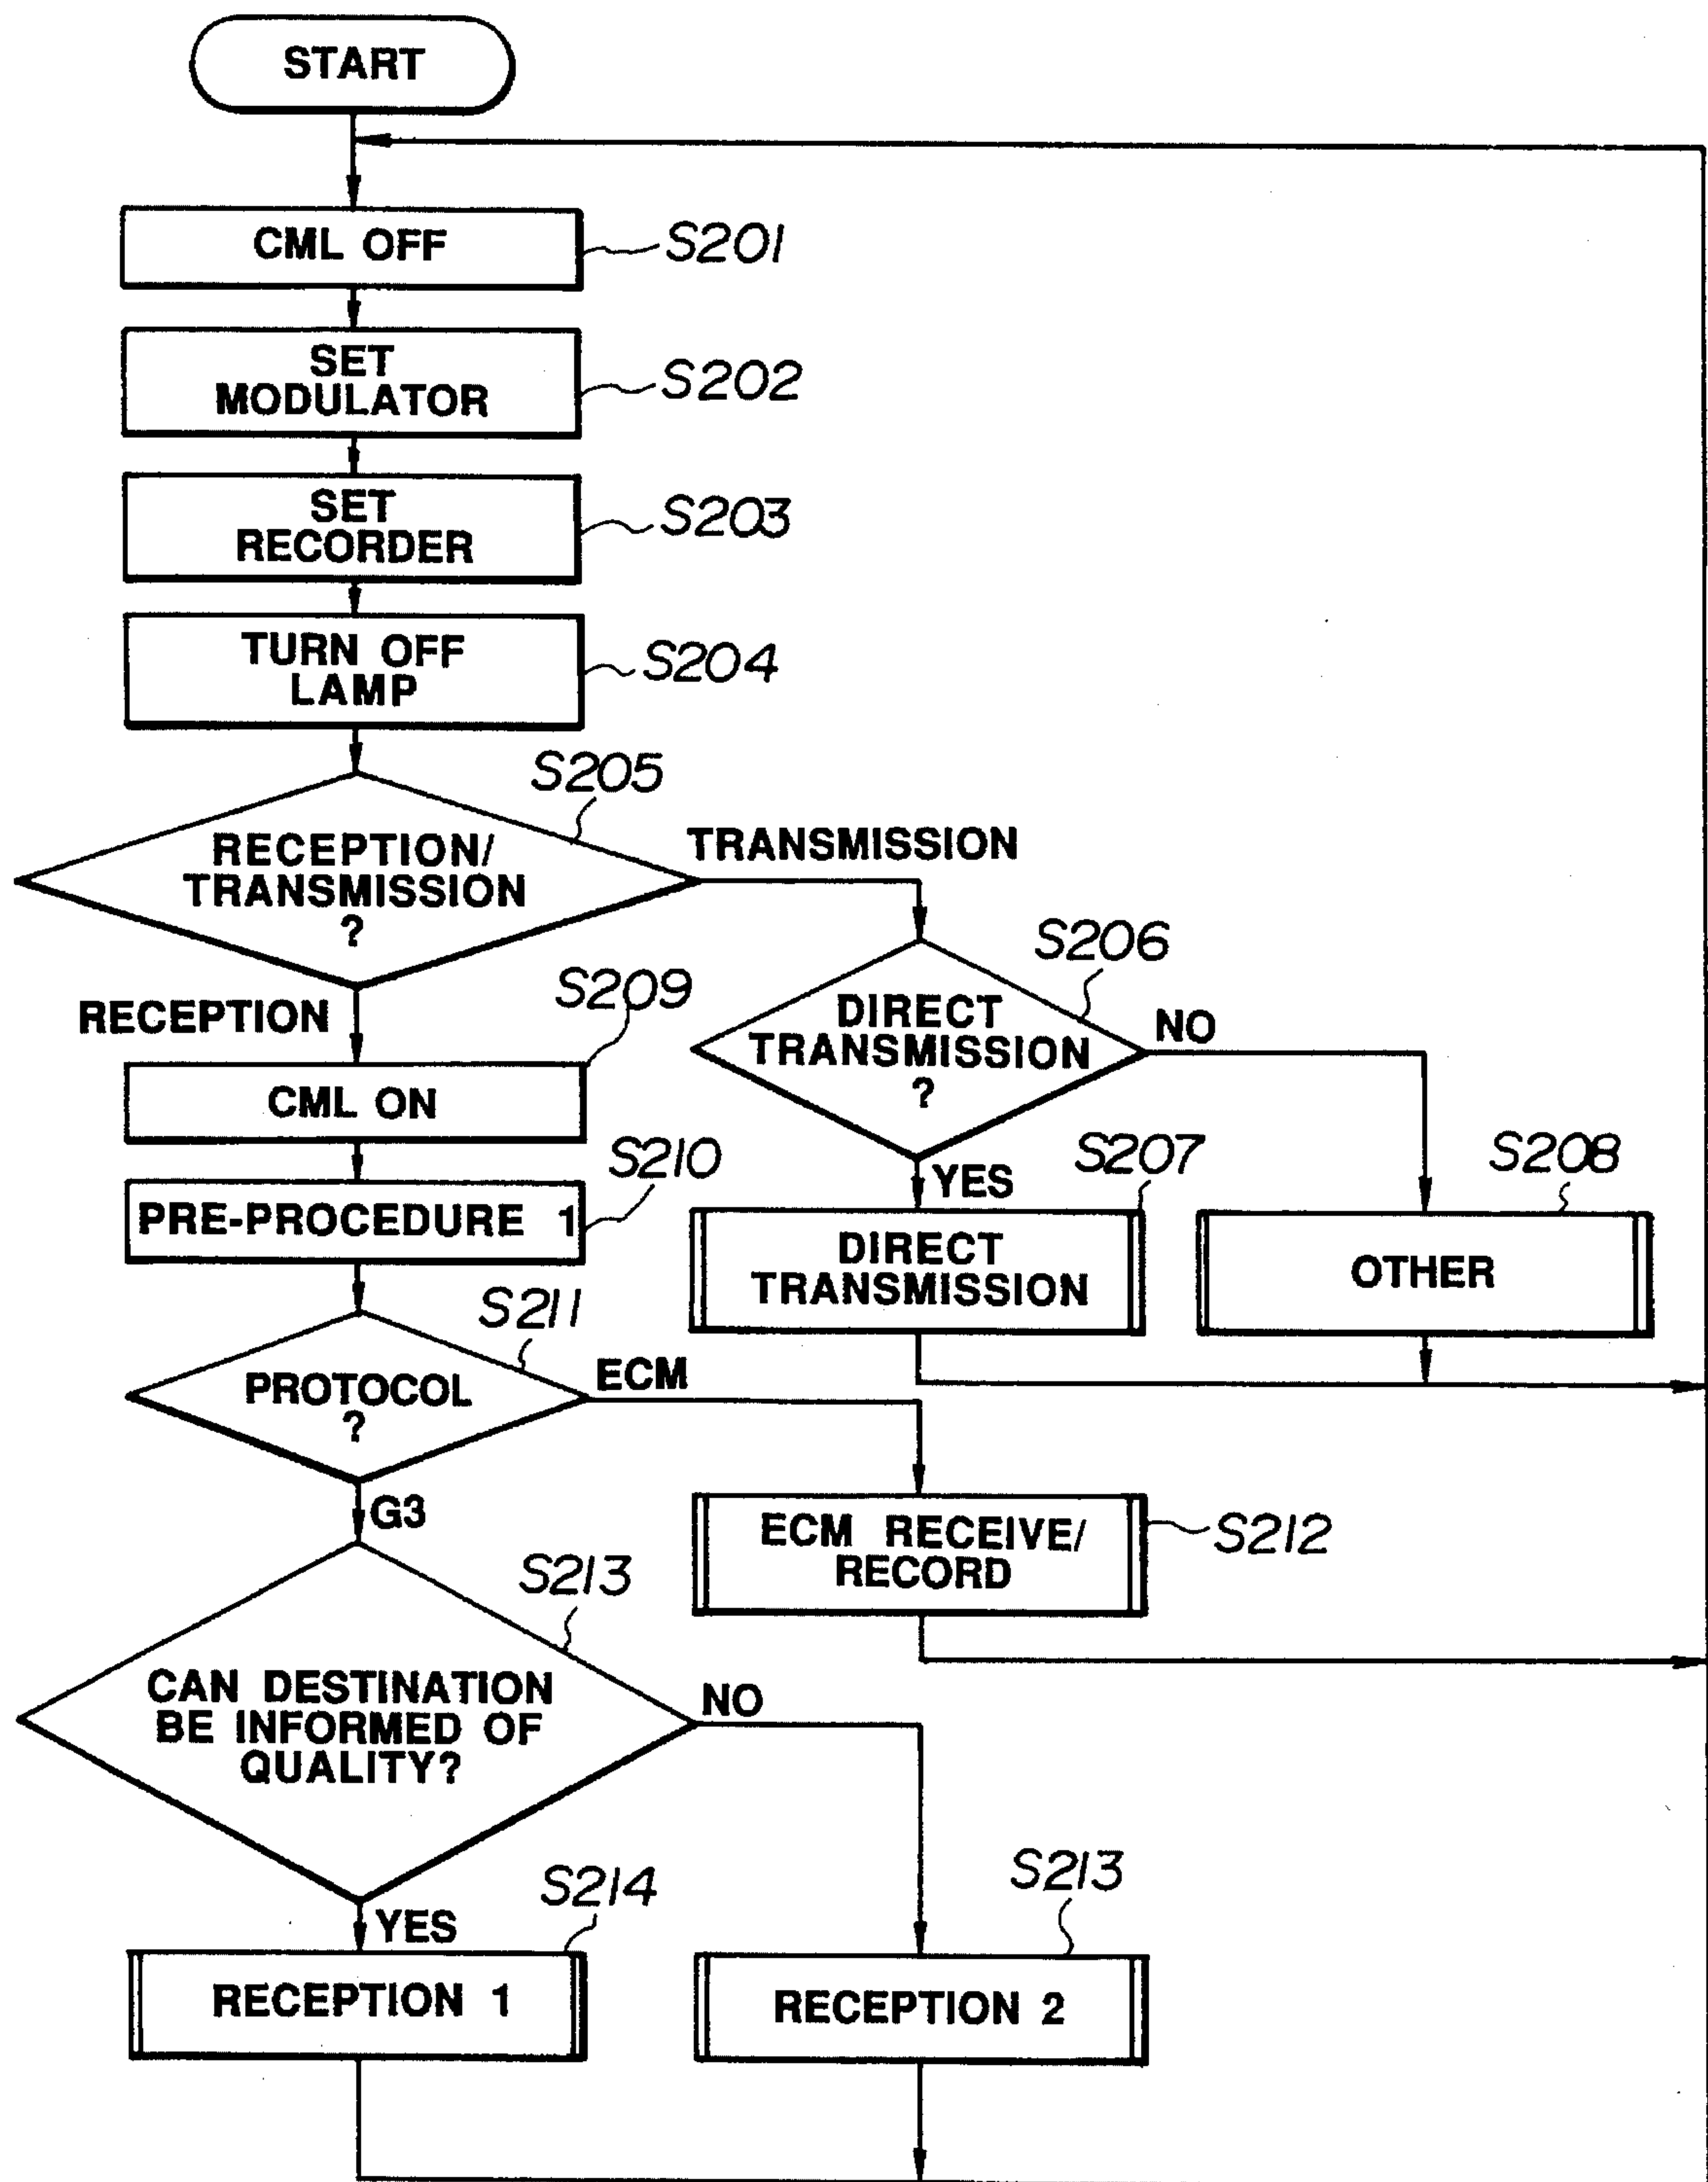 START
CML OFF
S201
SET
MODULATOR
S202
SET
RECORDER
S203
TURN OFF
LAMP
S204
S205
RECEPTION/
TRANSMISSION
?
TRANSMISSION
RECEPTION
S206
DIRECT
TRANSMISSION
?
NO
YES
S209
CML ON
S210
PRE-PROCEDURE 1
S207
DIRECT
TRANSMISSION
S208
OTHER
S211
PROTOCOL
?
ECM
G3
ECM RECEIVE/
RECORD
S212
S213
CAN DESTINATION
BE INFORMED OF
QUALITY?
NO
YES
S214
RECEPTION 1
S213
RECEPTION 2